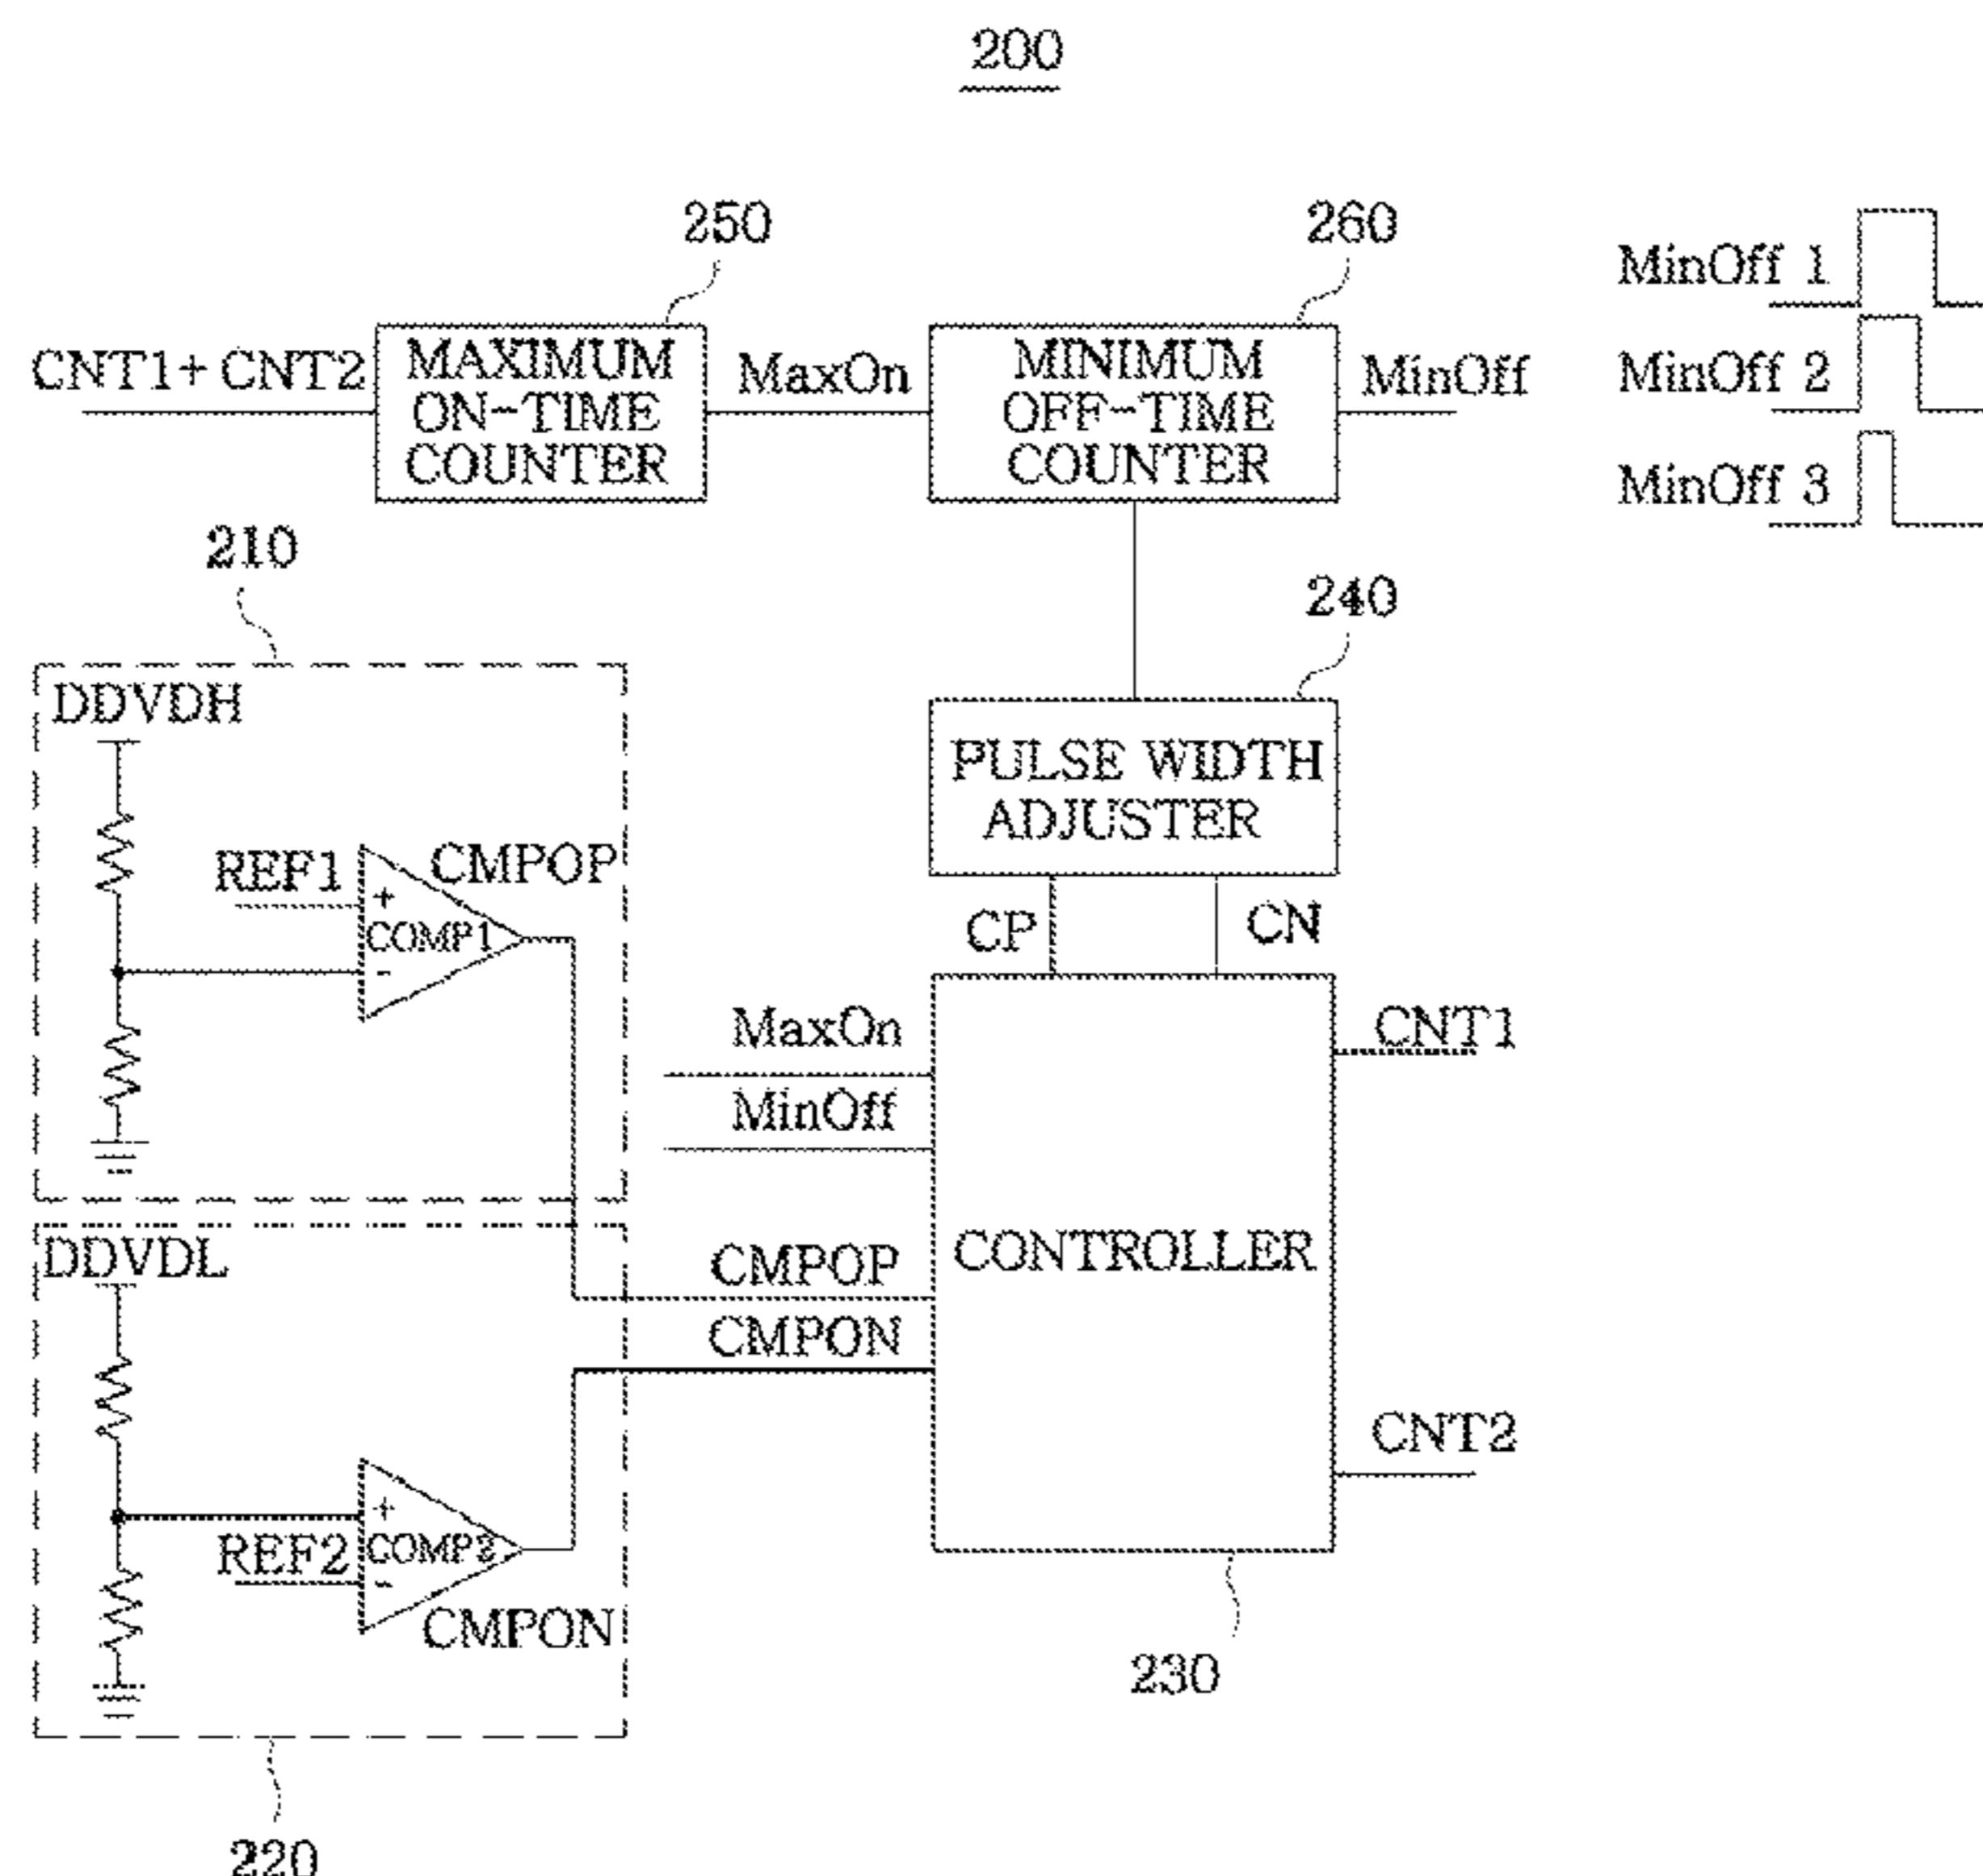 200
250
260
MinOff 1
CNT1+ CNT2
MAXIMUM
ON-TIME
COUNTER
MaxOn
MINIMUM
OFF-TIME
COUNTER
MinOff
MinOff 2
MinOff 3
210
240
DDVDH
PULSE WIDTH
ADJUSTER
REF1
+
COMP1
-
CMPOP
CP
CN
MaxOn
MinOff
CNT1
DDVDL
CMPOP
CMPON
CONTROLLER
CNT2
+
REF2
COMP2
-
CMPON
230
220